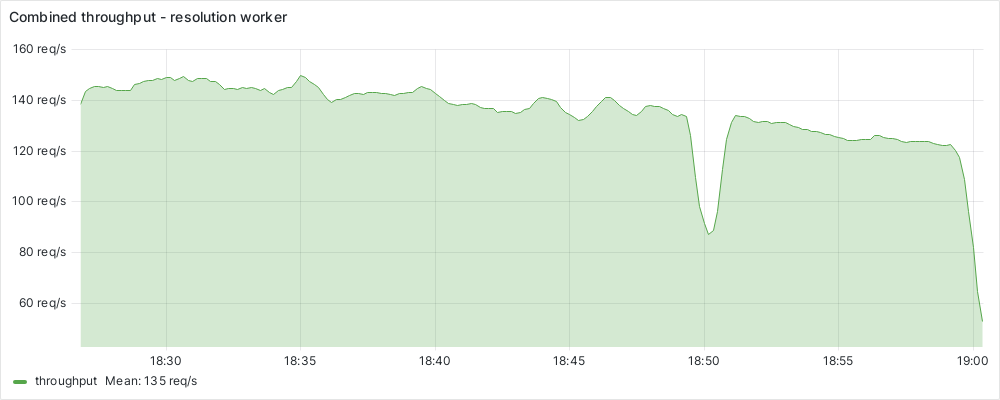 Combined throughput - resolution worker
160 req/s
140 req/s
120 req/s
100 req/s
80 req/s
60 req/s
18:30 18:35 18:40 18:45 18:50 18:55 19:00
throughput Mean: 135 req/s